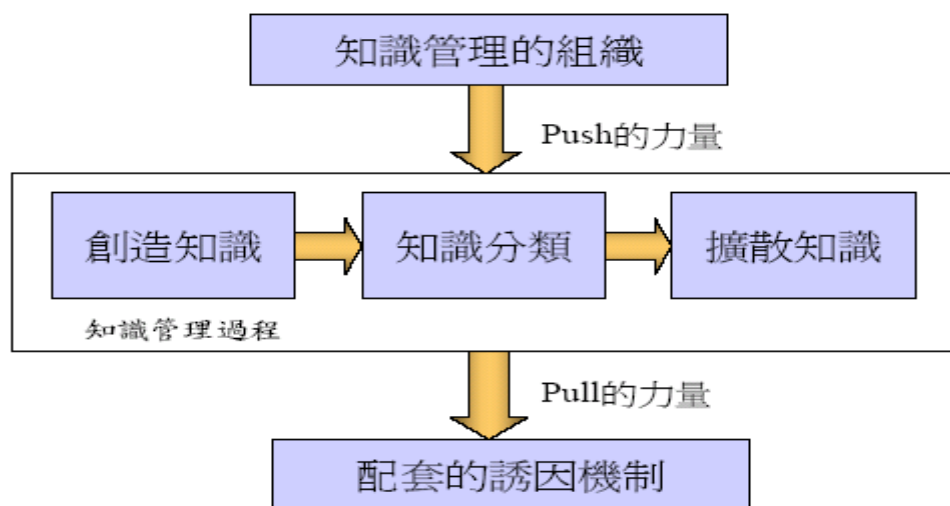 知識管理的組織
Push的力量
創造知識
知識分類
擴散知識
知識管理過程
Pull的力量
配套的誘因機制